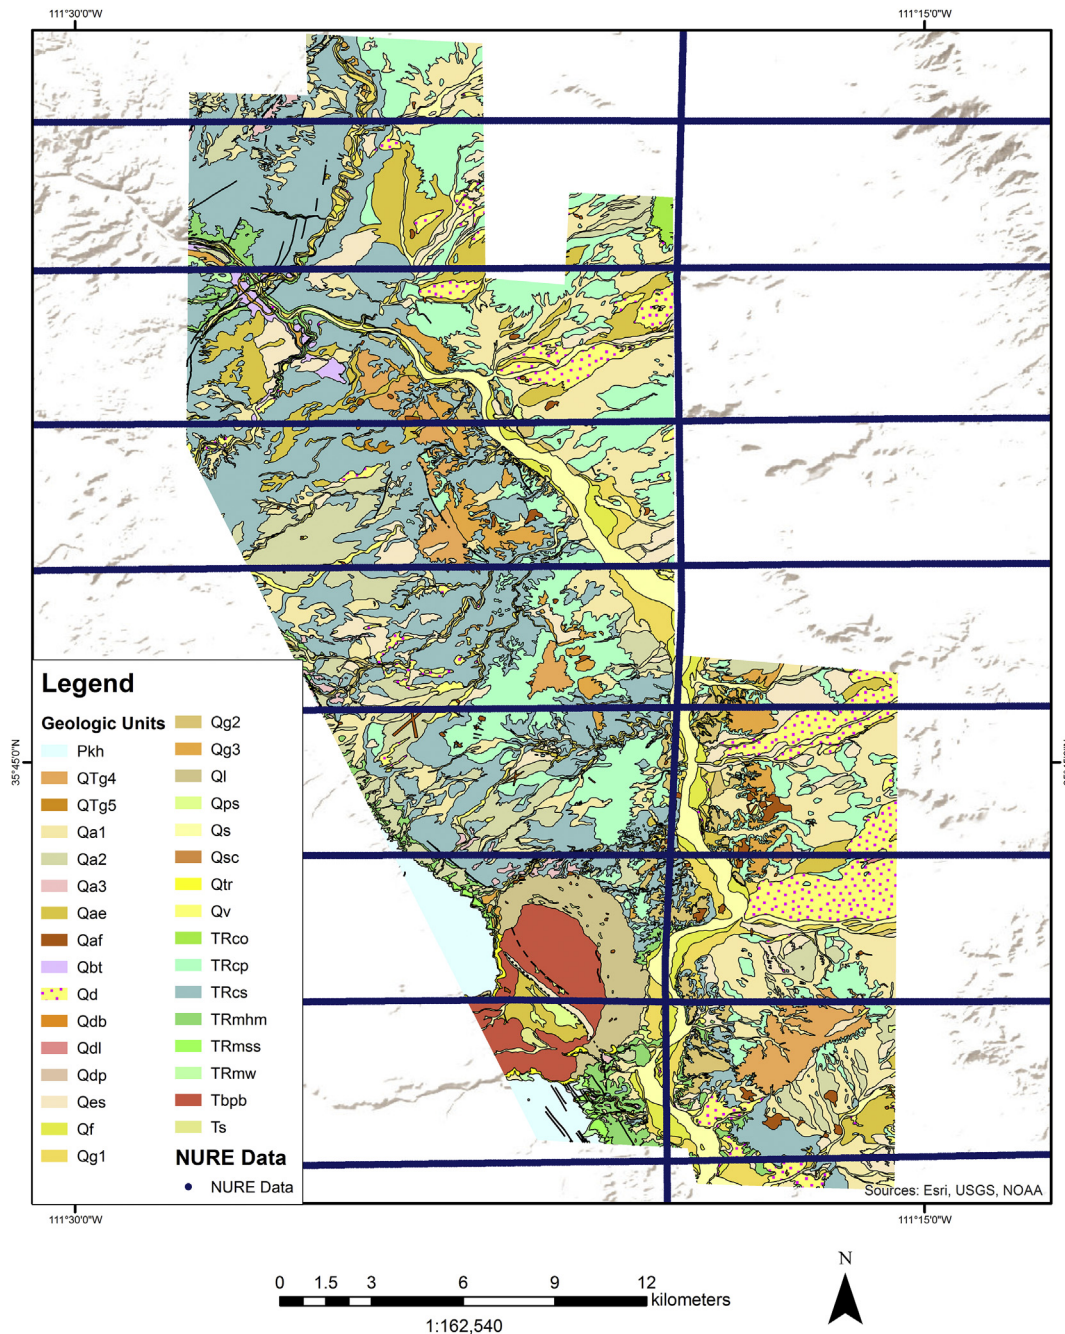 111°30'0"W
111°15'0"W
35°45'0"N
Legend
Geologic Units
Pkh
QTg4
QTg5
Qa1
Qa2
Qa3
Qae
Qaf
Qbt
Qd
Qdb
Qdl
Qdp
Qes
Qf
Qg1
Qg2
Qg3
Ql
Qps
Qs
Qsc
Qtr
Qv
TRco
TRcp
TRcs
TRmhm
TRmss
TRmw
Tbpb
Ts
NURE Data
NURE Data
Sources: Esri, USGS, NOAA
111°30'0"W
111°15'0"W
0 1.5 3 6 9 12
kilometers
1:162,540
N